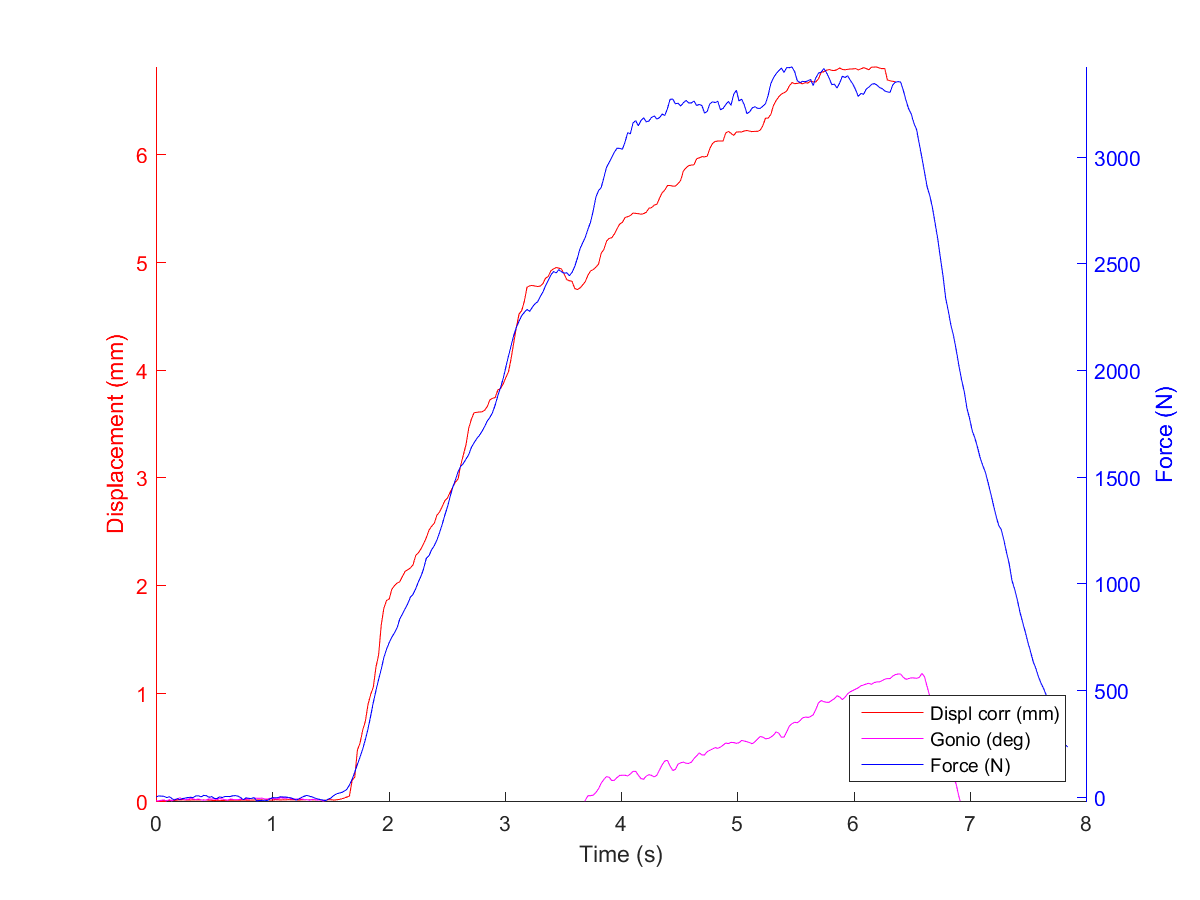 6
5
4
3
2
1
0
Displacement (mm)
3000
2500
2000
1500
1000
500
0
Force (N)
Displ corr (mm)
Gonio (deg)
Force (N)
0 1 2 3 4 5 6 7 8
Time (s)